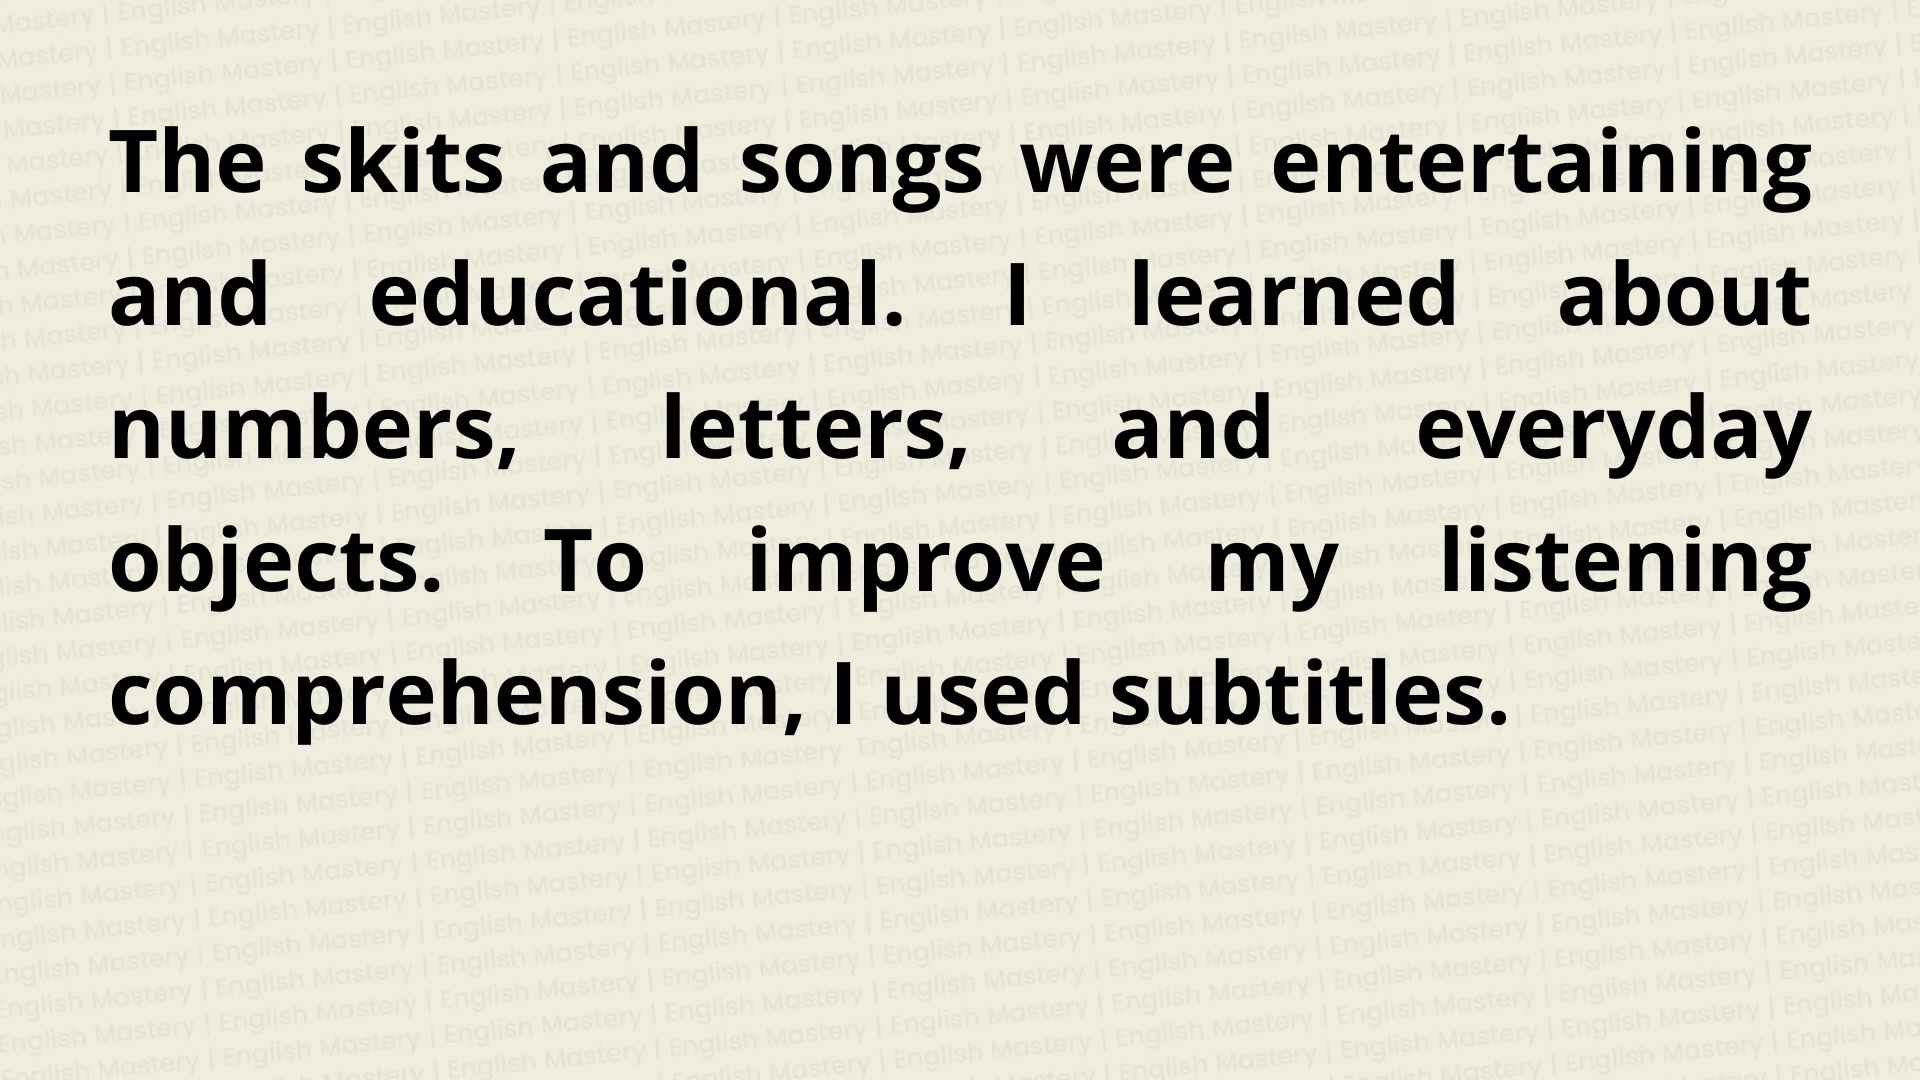 The skits and songs were entertaining
and educational. I learned about
numbers, letters, and everyday
objects. To improve my listening
comprehension, I used subtitles.